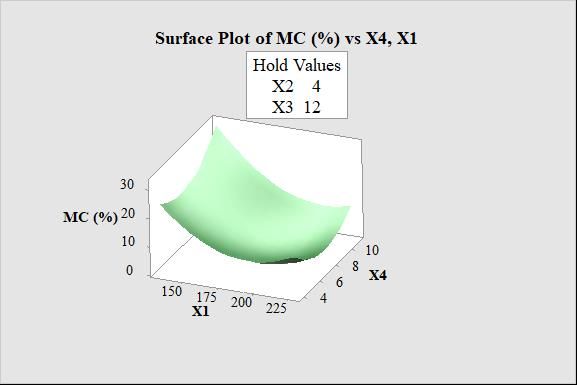 Surface Plot of MC (%) vs X4, X1
Hold Values
X2 4
X3 12
30
MC (%) 20
10
0
10
8
6
4
X4
150 175 200 225
X1